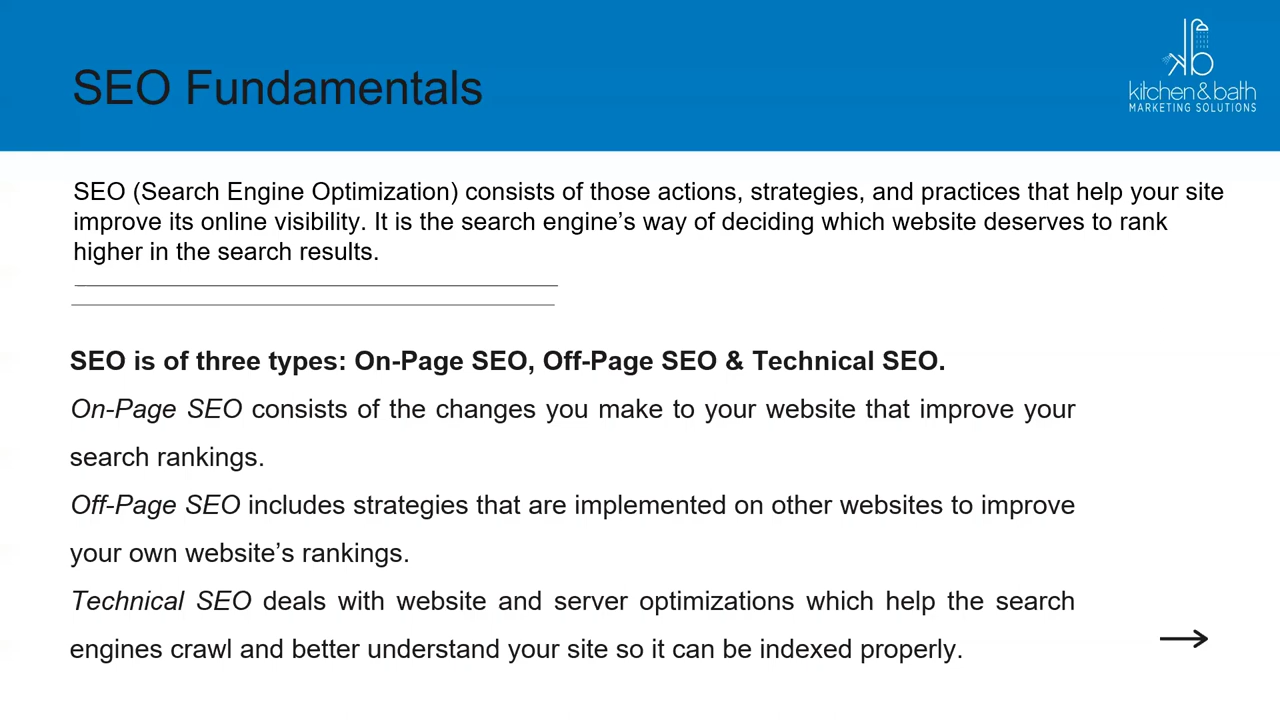 SEO Fundamentals
kitchen&bath
MARKETING SOLUTIONS
SEO (Search Engine Optimization) consists of those actions, strategies, and practices that help your site
improve its online visibility. It is the search engine’s way of deciding which website deserves to rank
higher in the search results.
SEO is of three types: On-Page SEO, Off-Page SEO & Technical SEO.
On-Page SEO consists of the changes you make to your website that improve your
search rankings.
Off-Page SEO includes strategies that are implemented on other websites to improve
your own website’s rankings.
Technical SEO deals with website and server optimizations which help the search
engines crawl and better understand your site so it can be indexed properly.